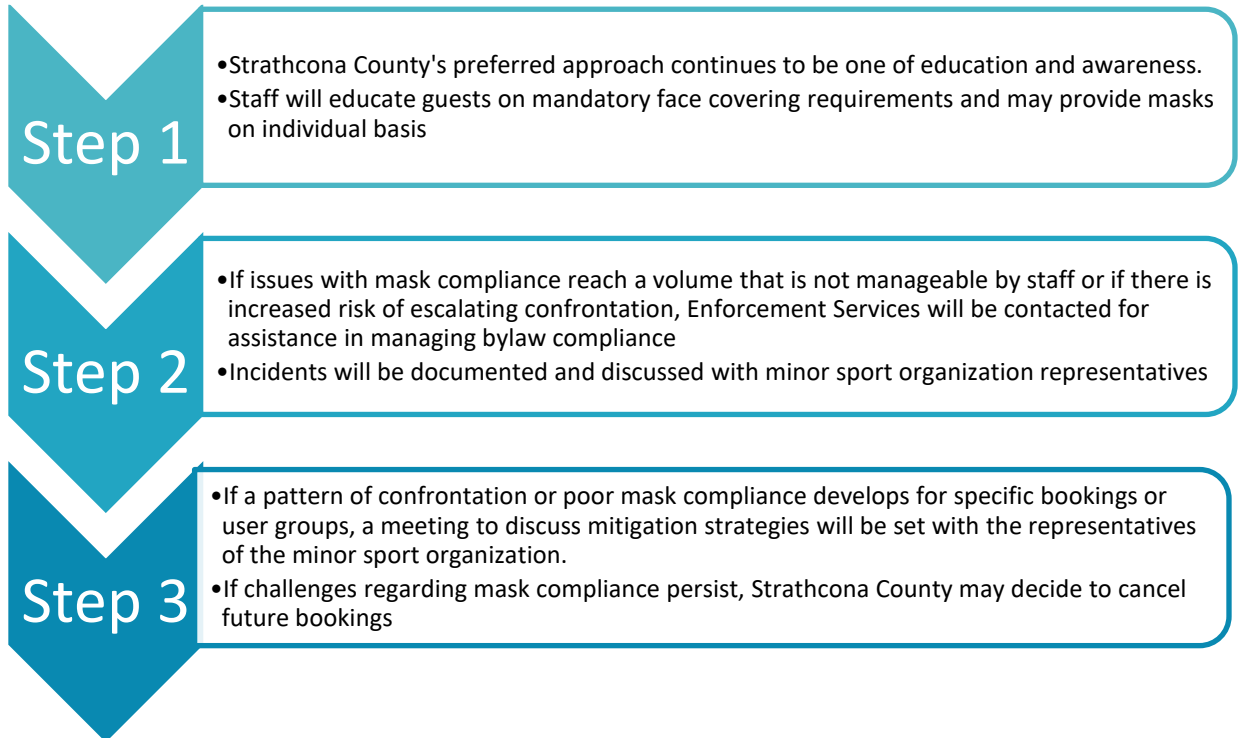 Step 1
•Strathcona County's preferred approach continues to be one of education and awareness.
•Staff will educate guests on mandatory face covering requirements and may provide masks
on individual basis
Step 2
•If issues with mask compliance reach a volume that is not manageable by staff or if there is
increased risk of escalating confrontation, Enforcement Services will be contacted for
assistance in managing bylaw compliance
•Incidents will be documented and discussed with minor sport organization representatives
Step 3
•If a pattern of confrontation or poor mask compliance develops for specific bookings or
user groups, a meeting to discuss mitigation strategies will be set with the representatives
of the minor sport organization.
•If challenges regarding mask compliance persist, Strathcona County may decide to cancel
future bookings